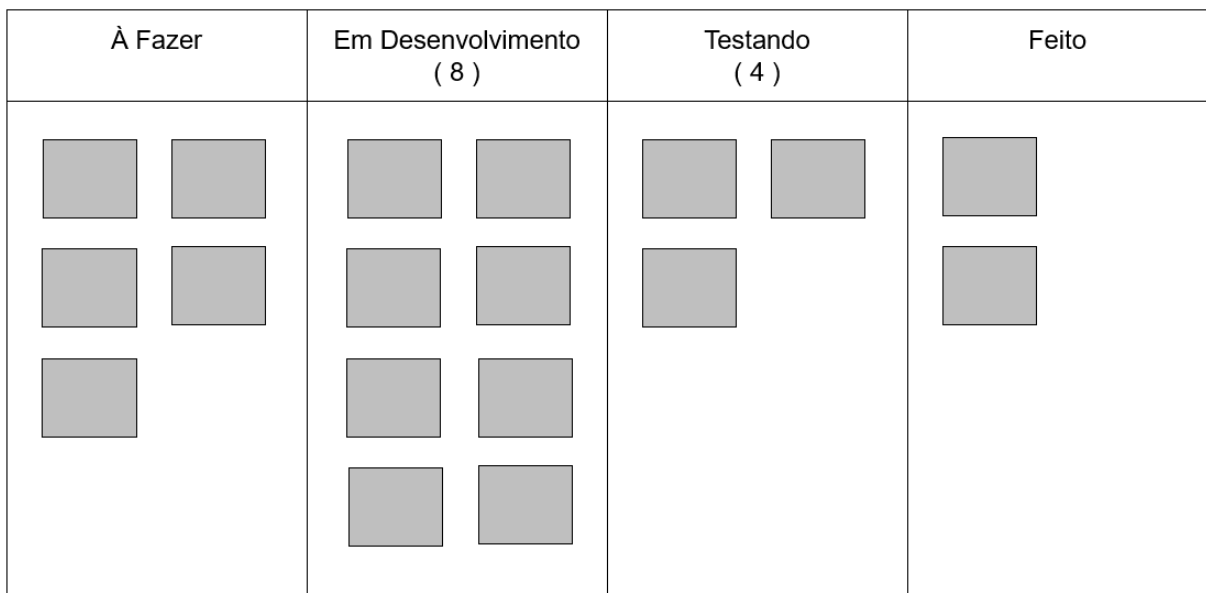 À Fazer
Em Desenvolvimento
( 8 )
Testando
( 4 )
Feito